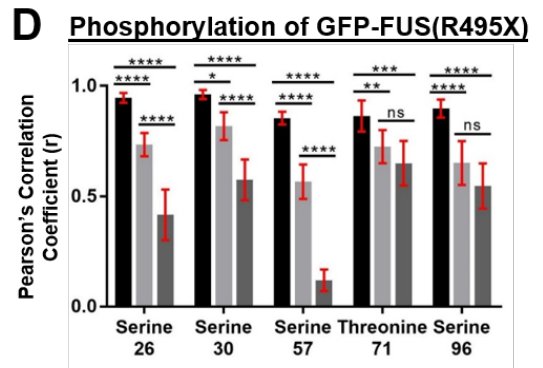 D Phosphorylation of GFP-FUS(R495X)
Pearson's Correlation
Coefficient (r)
1.0
0.5
0.0
****
****
****
****
*
****
****
****
****
***
**
ns
****
****
ns
Serine
26
Serine
30
Serine
57
Threonine
71
Serine
96